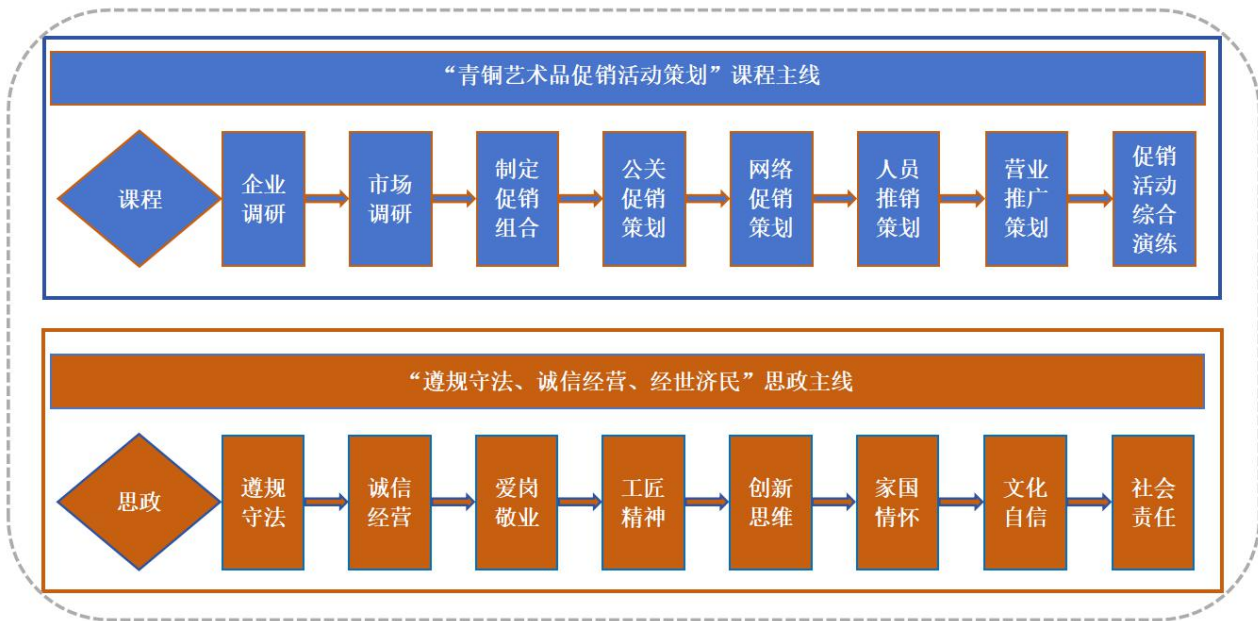 “青铜艺术品促销活动策划”课程主线
课程
企业
调研
市场
调研
制定
促销
组合
公关
促销
策划
网络
促销
策划
人员
推销
策划
营业
推广
策划
促销
活动
综合
演练
“遵规守法、诚信经营、经世济民”思政主线
思政
遵规
守法
诚信
经营
爱岗
敬业
工匠
精神
创新
思维
家国
情怀
文化
自信
社会
责任